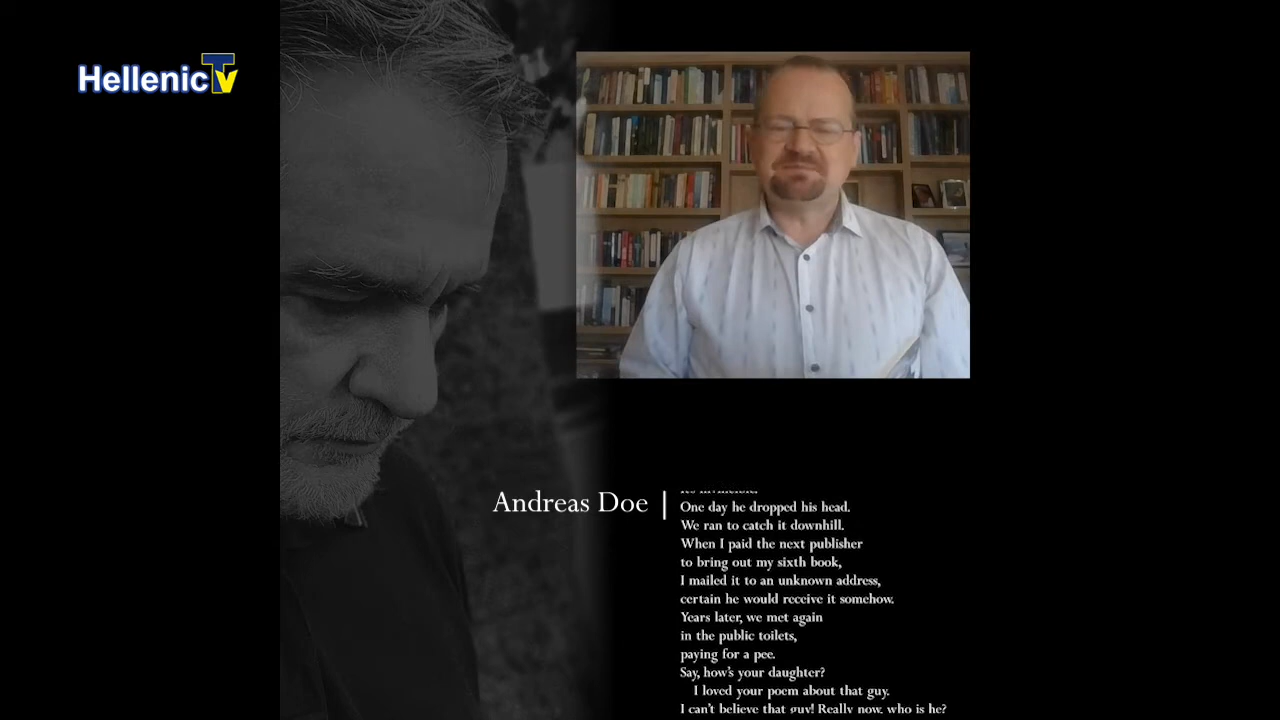 HellenicTv
Andreas Doe |
One day he dropped his head.
We ran to catch it downhill.
When I paid the next publisher
to bring out my sixth book,
I mailed it to an unknown address,
certain he would receive it somehow.
Years later, we met again
in the public toilets,
paying for a pee.
Say, how's your daughter?
I loved your poem about that guy.
I can't believe that guy! Really now, who is he?